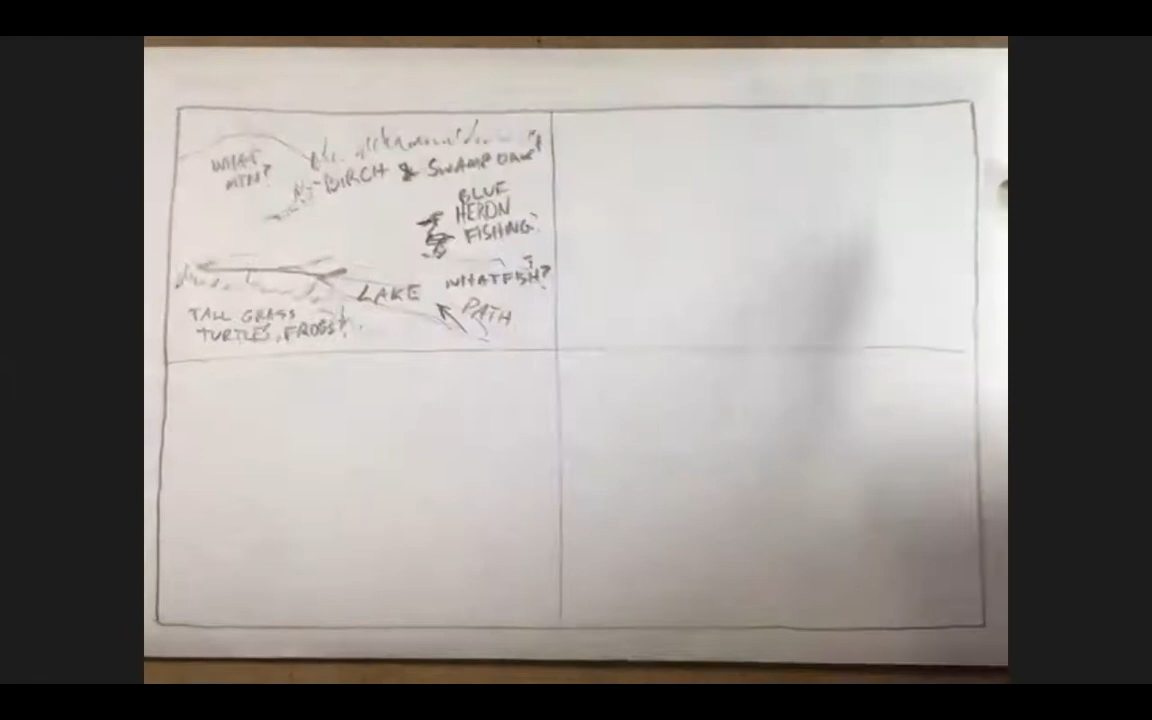 WHAT
MTN?
BIRCH & SWAMP OAK
BLUE
HERON
FISHING
WHAT FISH?
LAKE
PATH
TALL GRASS
TURTLES, FROGS?